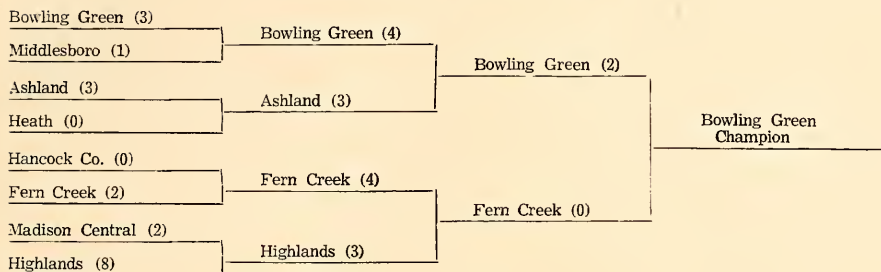 Bowling Green (3)
Middlesboro (1)
Ashland (3)
Heath (0)
Hancock Co. (0)
Fern Creek (2)
Madison Central (2)
Highlands (8)
Bowling Green (4)
Ashland (3)
Fern Creek (4)
Highlands (3)
Bowling Green (2)
Fern Creek (0)
Bowling Green
Champion